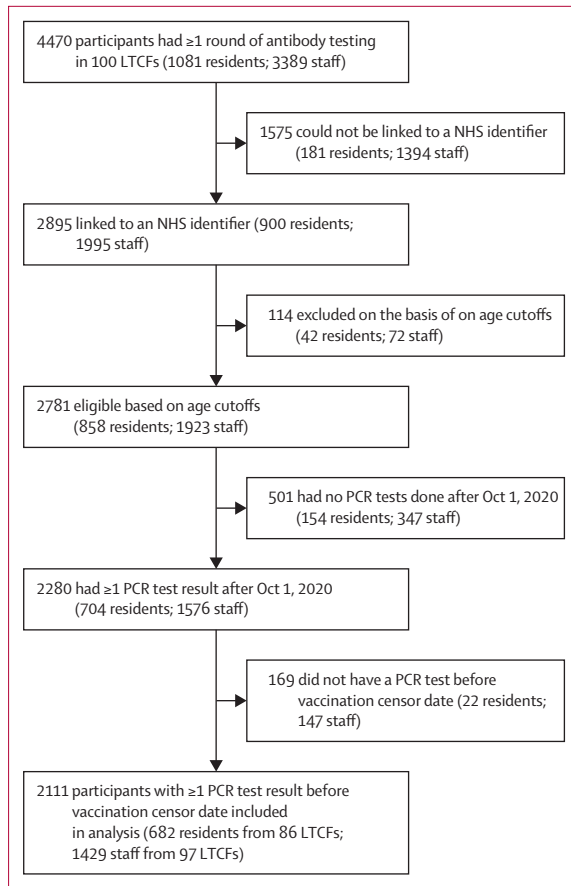 4470 participants had ≥1 round of antibody testing
in 100 LTCFs (1081 residents; 3389 staff)
1575 could not be linked to a NHS identifier
(181 residents; 1394 staff)
2895 linked to an NHS identifier (900 residents;
1995 staff)
114 excluded on the basis of on age cutoffs
(42 residents; 72 staff)
2781 eligible based on age cutoffs
(858 residents; 1923 staff)
501 had no PCR tests done after Oct 1, 2020
(154 residents; 347 staff)
2280 had ≥1 PCR test result after Oct 1, 2020
(704 residents; 1576 staff)
169 did not have a PCR test before
vaccination censor date (22 residents;
147 staff)
2111 participants with ≥1 PCR test result before
vaccination censor date included
in analysis (682 residents from 86 LTCFs;
1429 staff from 97 LTCFs)